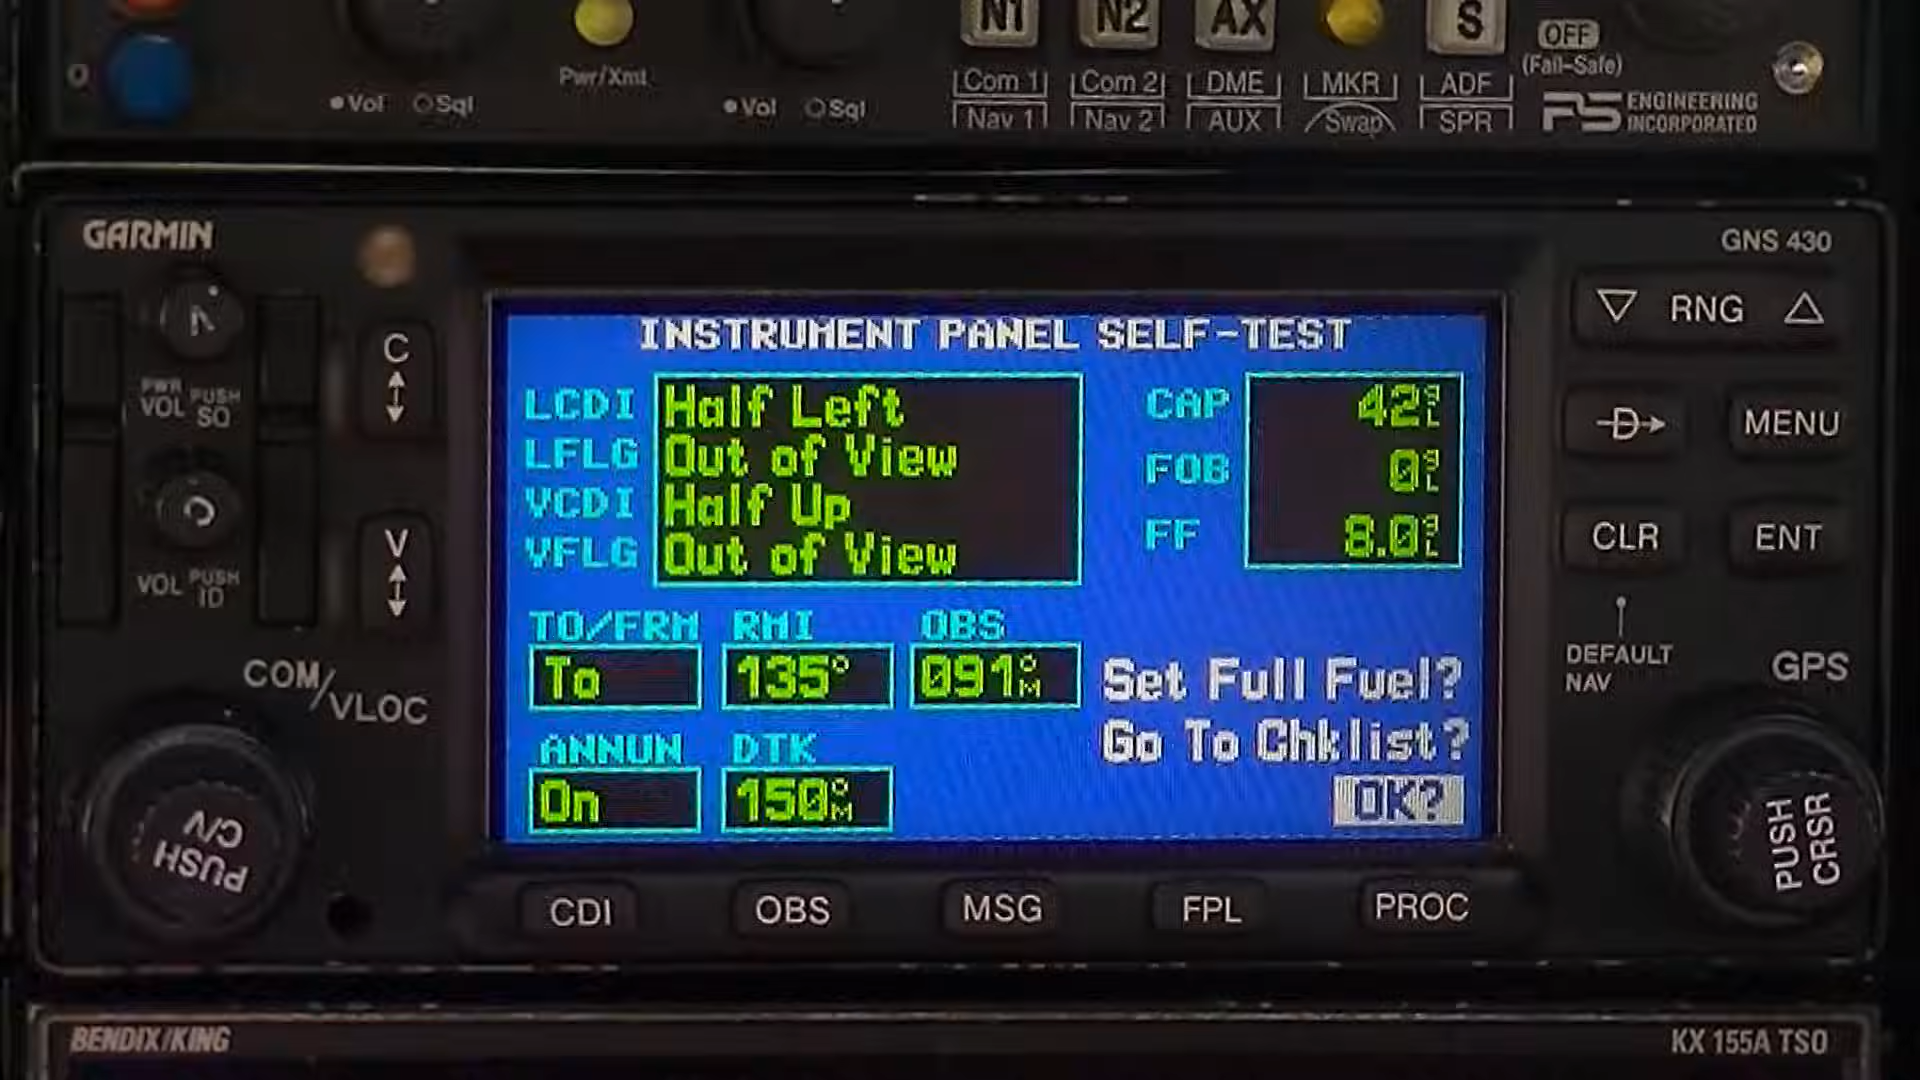 N1 N2 AX S OFF
(Fail-Safe)
O Vol Sql Pwr/Xmt Vol Sql
Com 1 Com 2 DME MKR ADF
Nav 1 Nav 2 AUX Swap SPR
PS ENGINEERING
INCORPORATED
GARMIN
GNS 430
INSTRUMENT PANEL SELF-TEST
LCDI Half Left
LFLG Out of View
VCDI Half Up
VFLG Out of View
CAP 42 GL
FOB 0 GL
FF 8.0 GL
TO/FRM RMI OBS
To 135° 091°M
ANNUN DTK
On 150°M
Set Full Fuel?
Go To Chklist?
OK?
C
PWR
VOL PUSH
SQ
V
VOL PUSH
ID
COM/VLOC
PUSH
C/V
RNG
D MENU
CLR ENT
DEFAULT
NAV
GPS
PUSH
CRSR
CDI OBS MSG FPL PROC
BENDIX/KING KX 155A TSO